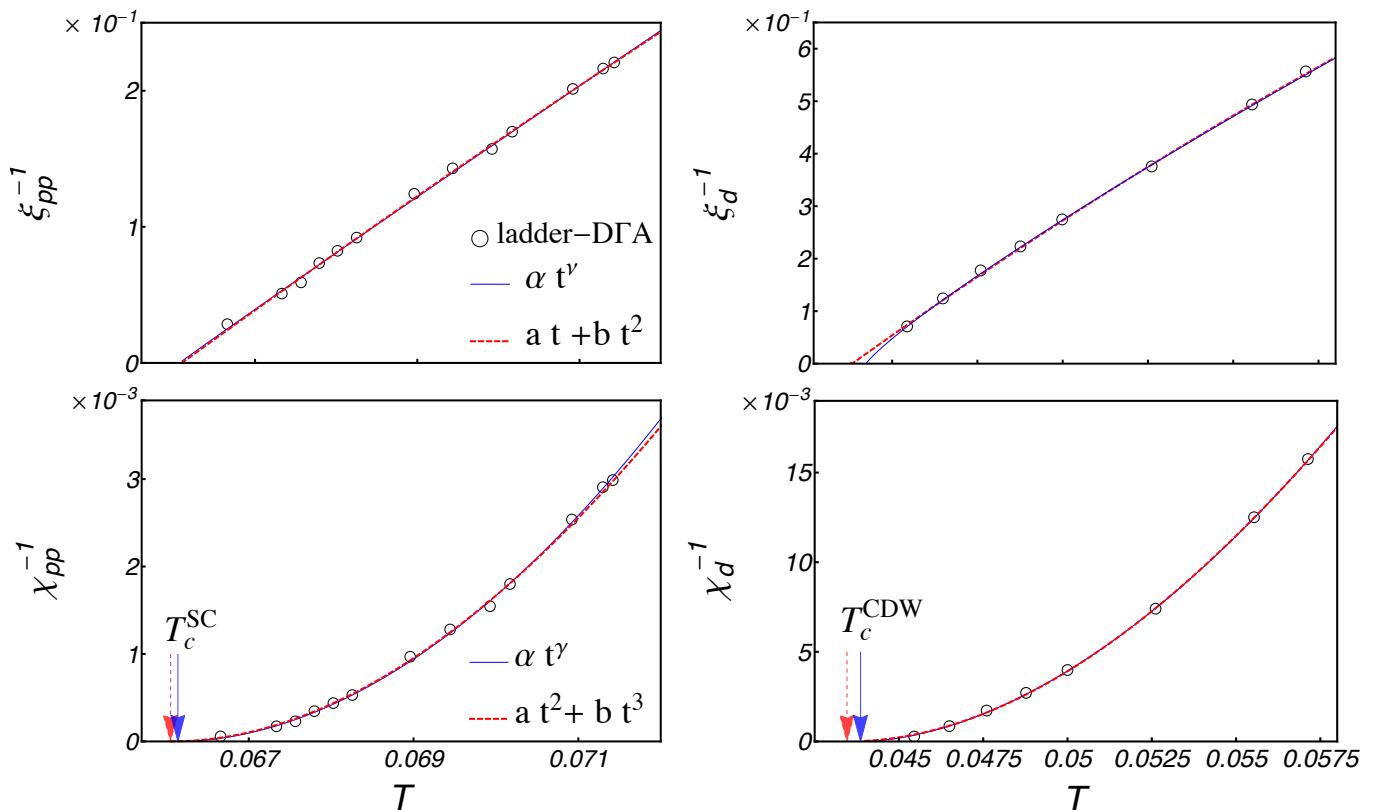 × 10⁻¹
2
1
0
ξ_pp⁻¹
ladder–DΓA
α t^ν
a t + b t²
× 10⁻¹
6
5
4
3
2
1
0
ξ_d⁻¹
×10⁻³
3
2
1
0
χ_pp⁻¹
T_c^SC
α t^γ
a t² + b t³
0.067 0.069 0.071
T
×10⁻³
15
10
5
0
χ_d⁻¹
T_c^CDW
0.045 0.0475 0.05 0.0525 0.055 0.0575
T